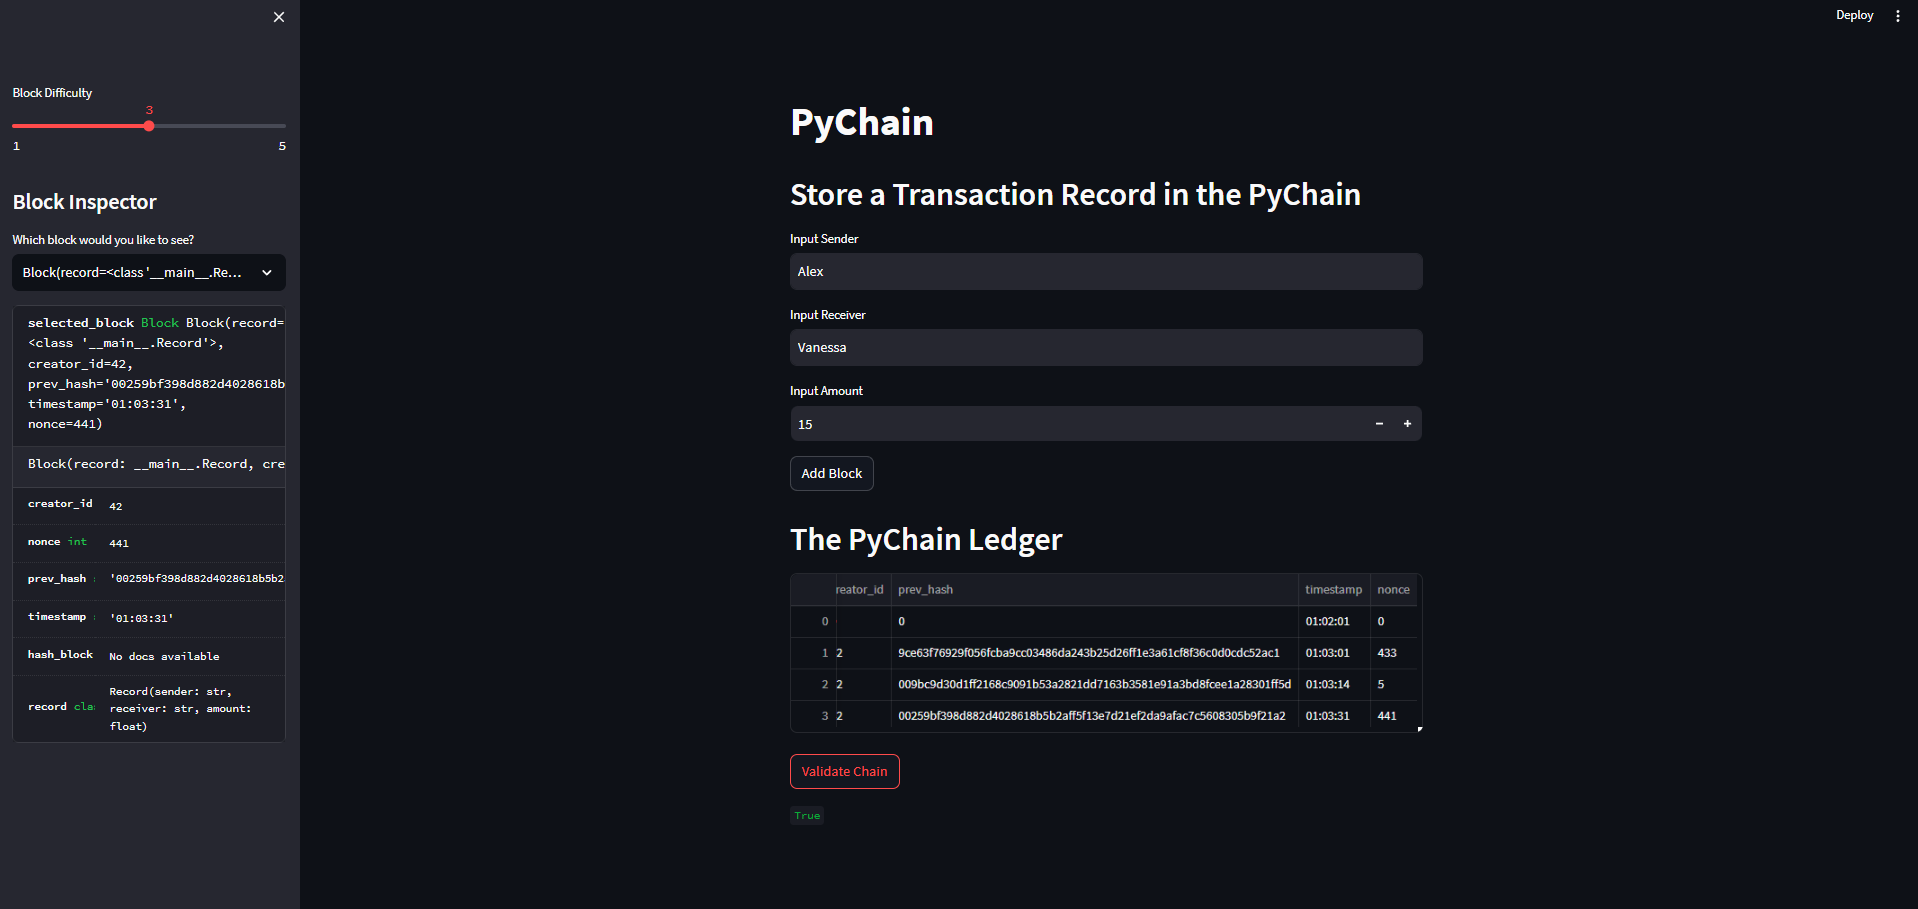 Deploy
Block Difficulty
3
1 5
Block Inspector
Which block would you like to see?
Block(record=<class '__main__.Re...
selected_block Block Block(record=
<class '__main__.Record'>,
creator_id=42,
prev_hash='00259bf398d882d4028618b
timestamp='01:03:31',
nonce=441)
Block(record: __main__.Record, cre
creator_id 42
nonce int 441
prev_hash '00259bf398d882d4028618b5b2
timestamp '01:03:31'
hash_block No docs available
record cla
Record(sender: str,
receiver: str, amount:
float)
PyChain
Store a Transaction Record in the PyChain
Input Sender
Alex
Input Receiver
Vanessa
Input Amount
15 - +
Add Block
The PyChain Ledger
reator_id prev_hash timestamp nonce
0 0 01:02:01 0
1 2 9ce63f76929f056fcba9cc03486da243b25d26ff1e3a61cf8f36c0d0cdc52ac1 01:03:01 433
2 2 009bc9d30d1ff2168c9091b53a2821dd7163b3581e91a3bd8fcee1a28301ff5d 01:03:14 5
3 2 00259bf398d882d4028618b5b2aff5f13e7d21ef2da9afac7c5608305b9f21a2 01:03:31 441
Validate Chain
True